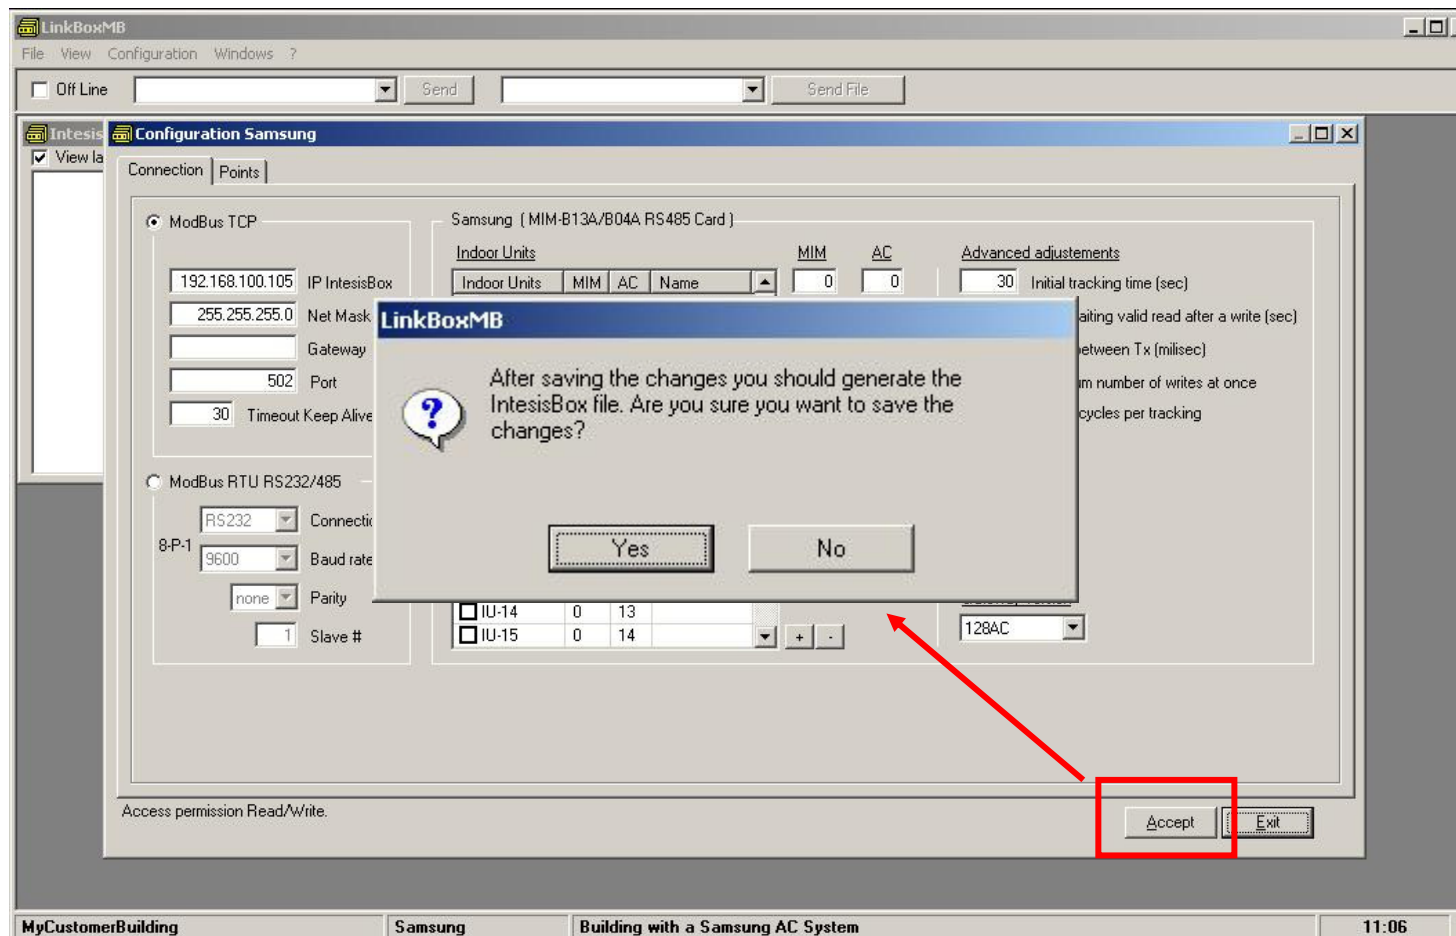 LinkBoxMB
File View Configuration Windows ?
Off Line Send Send File
Intesis
View la
Configuration Samsung
Connection Points
ModBus TCP
192.168.100.105 IP IntesisBox
255.255.255.0 Net Mask
Gateway
502 Port
30 Timeout Keep Alive
ModBus RTU RS232/485
8-P-1
RS232 Connectio
9600 Baud rate
none Parity
1 Slave #
Samsung ( MIM-B13A/B04A RS485 Card )
Indoor Units MIM AC
Indoor Units MIM AC Name 0 0
IU-14 0 13
IU-15 0 14 + -
Advanced adjustements
30 Initial tracking time (sec)
aiting valid read after a write (sec)
etween Tx (milisec)
m number of writes at once
cycles per tracking
128AC
LinkBoxMB
After saving the changes you should generate the
IntesisBox file. Are you sure you want to save the
changes?
Yes No
Access permission Read/Write.
Accept Exit
MyCustomerBuilding Samsung Building with a Samsung AC System 11:06